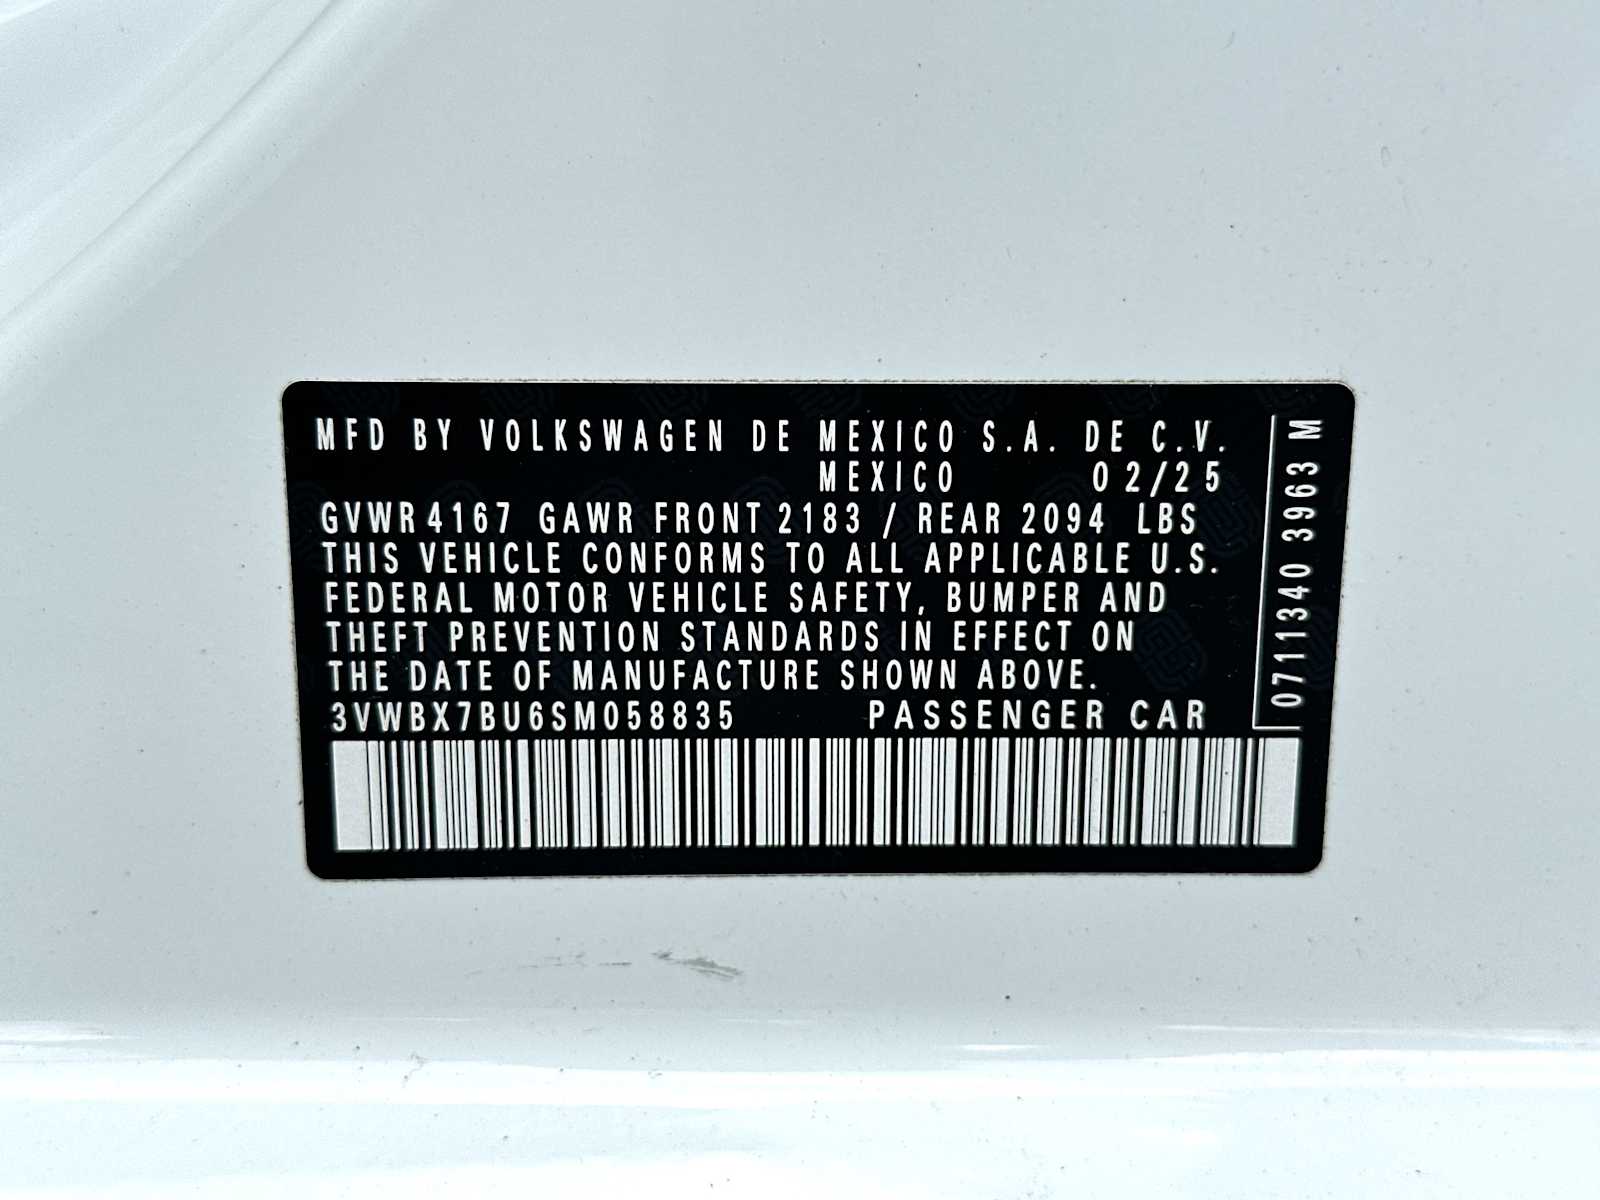 MFD BY VOLKSWAGEN DE MEXICO S.A. DE C.V.
MEXICO 02/25
GVWR 4167 GAWR FRONT 2183 / REAR 2094 LBS
THIS VEHICLE CONFORMS TO ALL APPLICABLE U.S.
FEDERAL MOTOR VEHICLE SAFETY, BUMPER AND
THEFT PREVENTION STANDARDS IN EFFECT ON
THE DATE OF MANUFACTURE SHOWN ABOVE.
3VWBX7BU6SM058835 PASSENGER CAR
0711340 3963 M